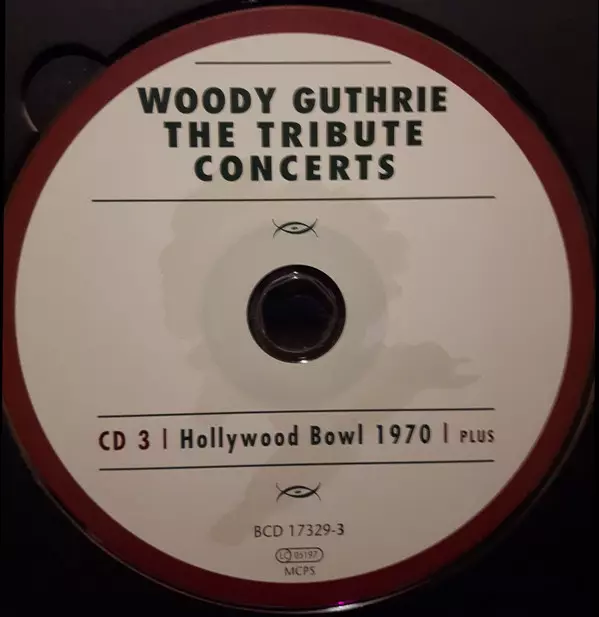 WOODY GUTHRIE
THE TRIBUTE
CONCERTS
CD 3 | Hollywood Bowl 1970 | PLUS
BCD 17329-3
LC 05197
MCPS